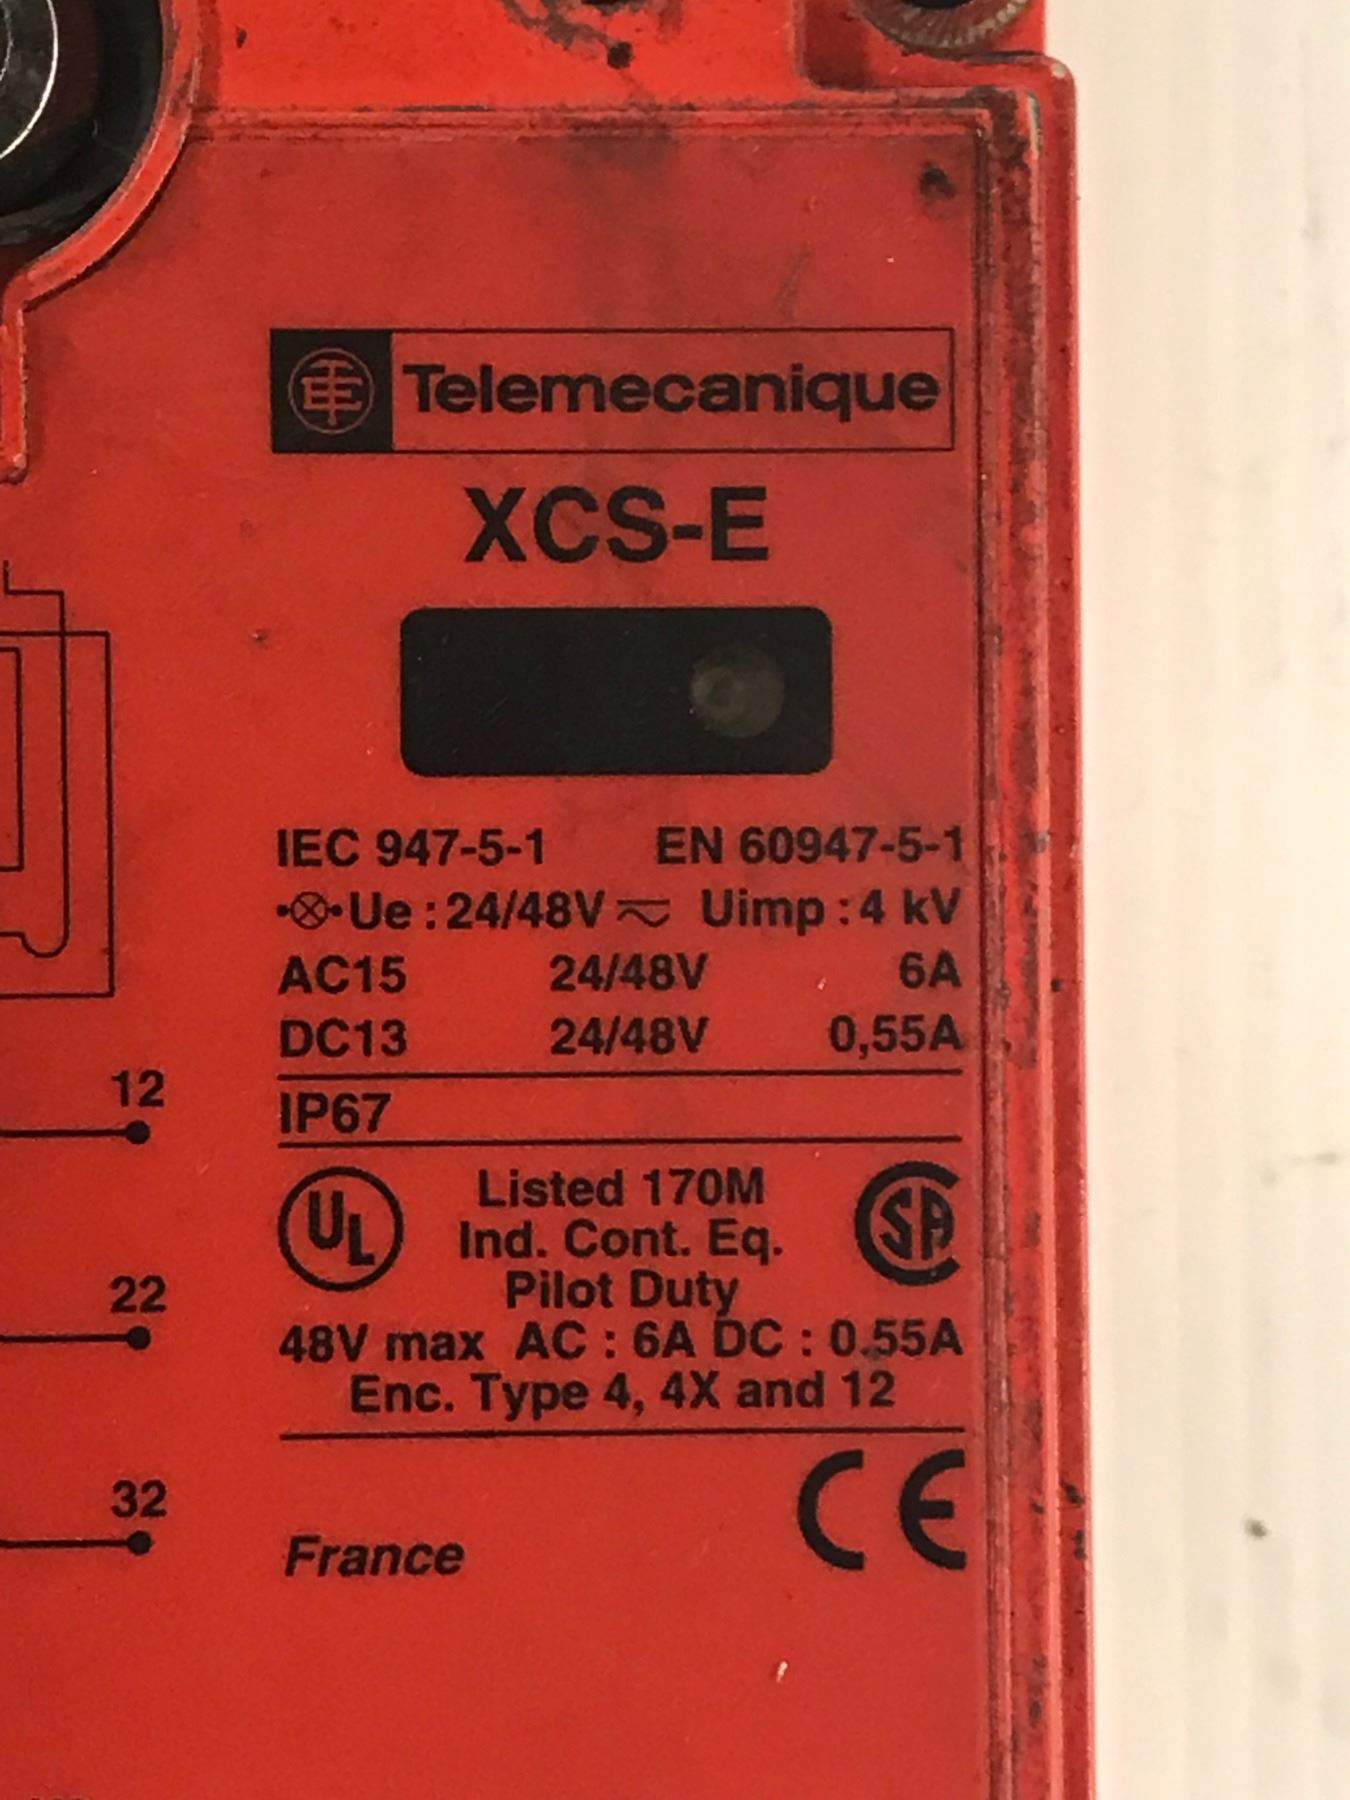 Telemecanique
XCS-E
IEC 947-5-1 EN 60947-5-1
Ue : 24/48V Uimp : 4 kV
AC15 24/48V 6A
DC13 24/48V 0,55A
IP67
UL Listed 170M SA
Ind. Cont. Eq.
Pilot Duty
48V max AC : 6A DC : 0.55A
Enc. Type 4, 4X and 12
CE
France
12
22
32